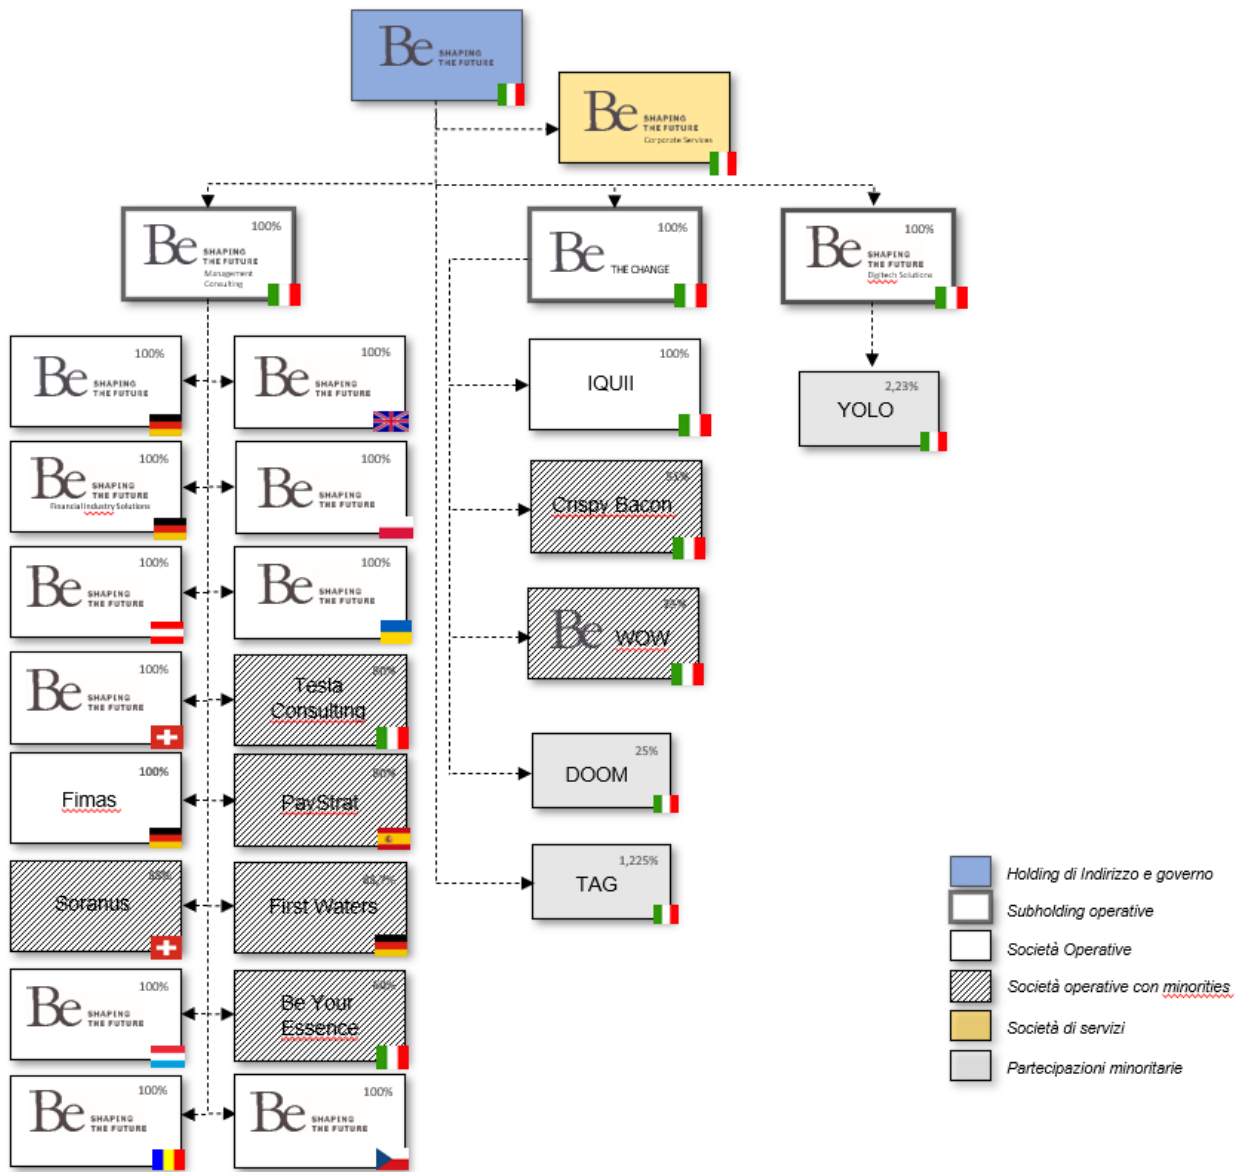 Be SHAPING
THE FUTURE
Be SHAPING
THE FUTURE
Corporate Services
100%
Be SHAPING
THE FUTURE
Management
Consulting
100%
Be THE CHANGE
100%
Be SHAPING
THE FUTURE
Digitech Solutions
100%
Be SHAPING
THE FUTURE
100%
Be SHAPING
THE FUTURE
100%
Be SHAPING
THE FUTURE
Financial Industry Solutions
100%
Be SHAPING
THE FUTURE
100%
Be SHAPING
THE FUTURE
100%
Be SHAPING
THE FUTURE
100%
Be SHAPING
THE FUTURE
80%
Tesla
Consulting
100%
Fimas
80%
PayStrat
Soranus
First Waters
100%
Be SHAPING
THE FUTURE
Be Your
Essence
100%
Be SHAPING
THE FUTURE
100%
Be SHAPING
THE FUTURE
100%
IQUII
Crispy Bacon
Be WOW
25%
DOOM
1,225%
TAG
2,23%
YOLO
Holding di Indirizzo e governo
Subholding operative
Società Operative
Società operative con minorities
Società di servizi
Partecipazioni minoritarie